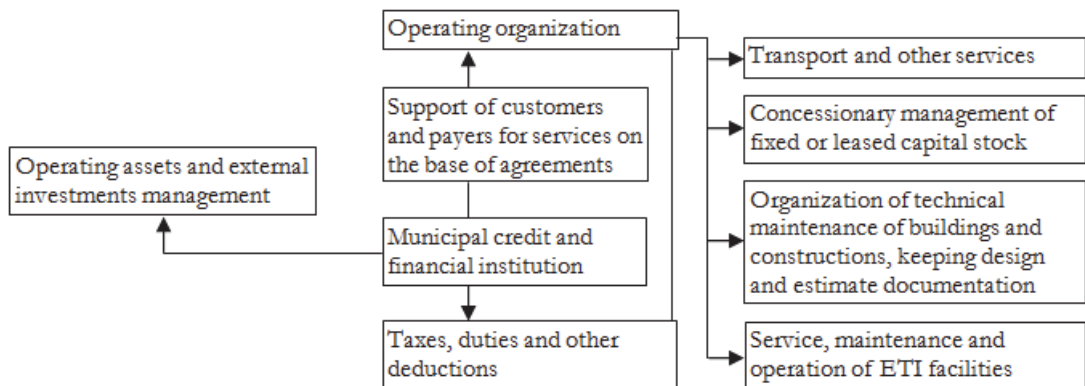 Operating organization
Transport and other services
Support of customers
and payers for services on
the base of agreements
Concessionary management of
fixed or leased capital stock
Operating assets and external
investments management
Organization of technical
maintenance of buildings and
constructions, keeping design
and estimate documentation
Municipal credit and
financial institution
Taxes, duties and other
deductions
Service, maintenance and
operation of ETI facilities